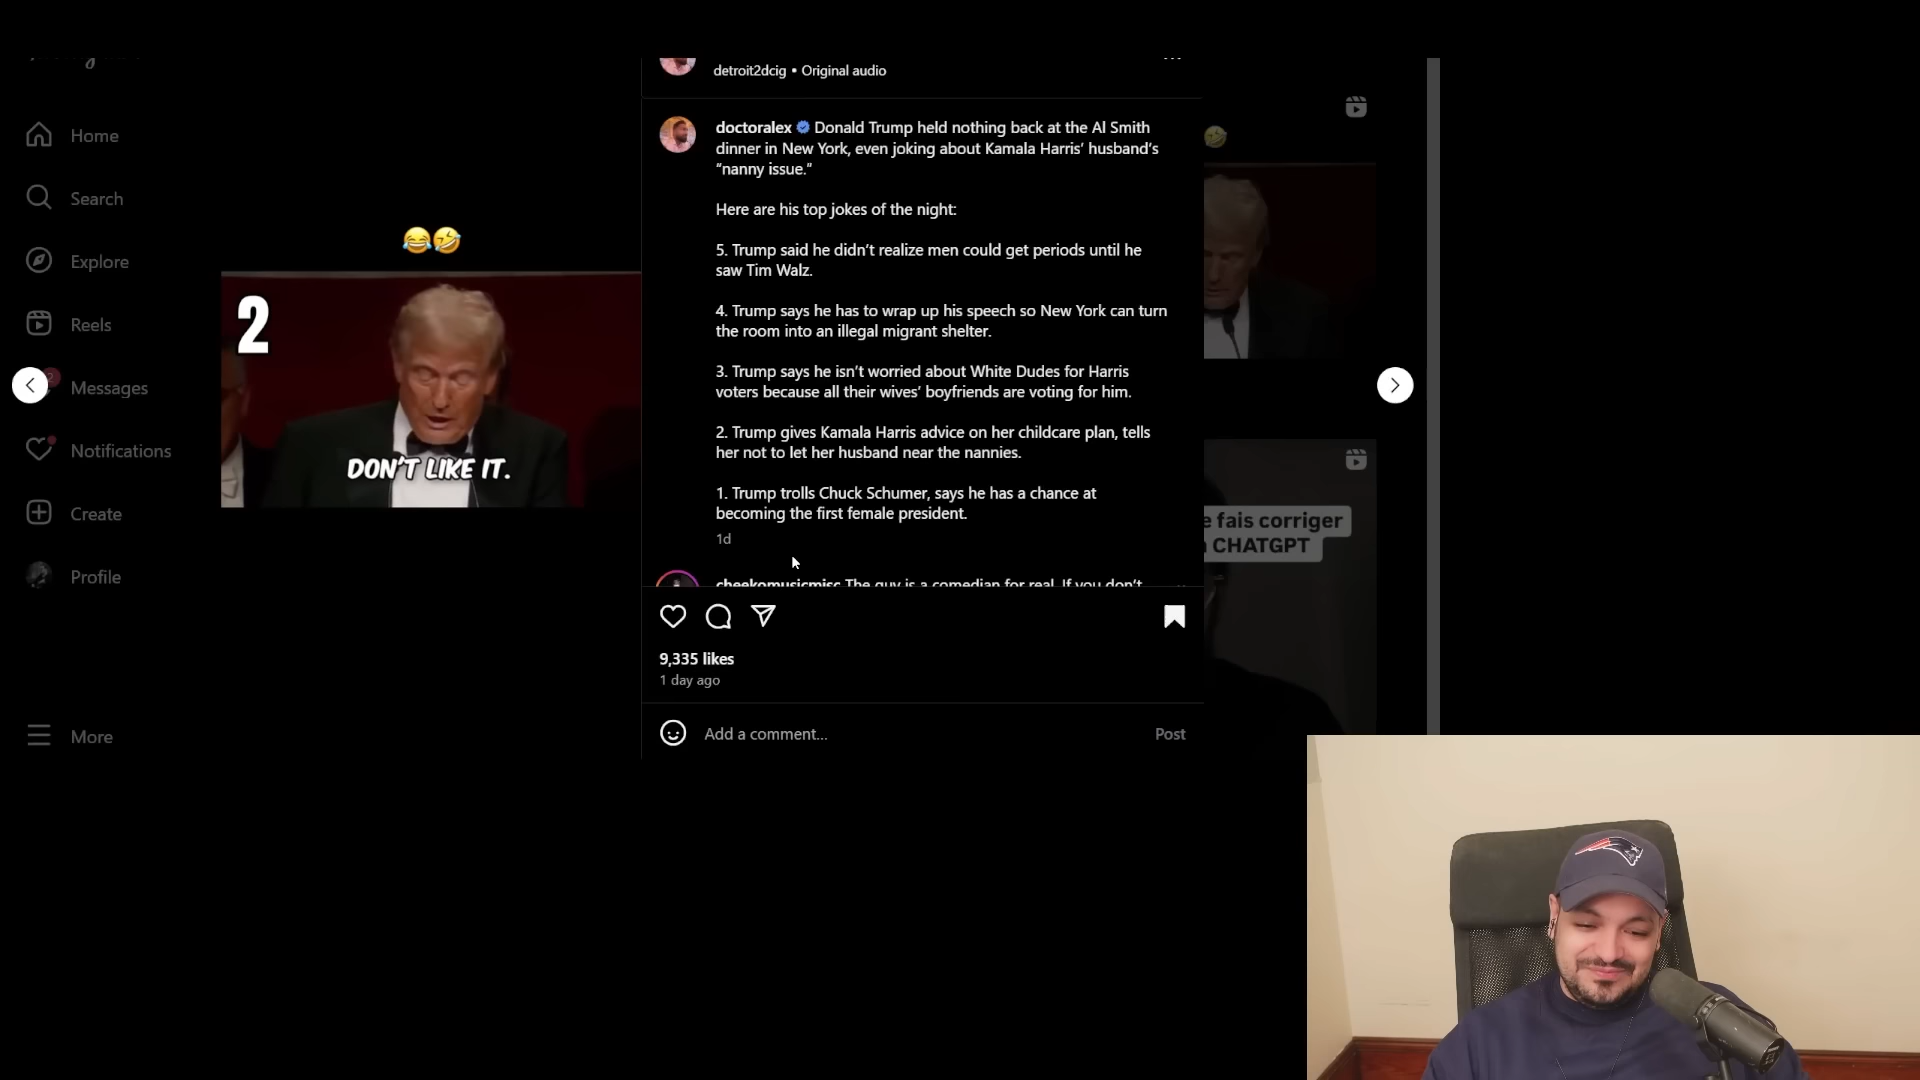 detroit2dcig • Original audio
doctoralex Donald Trump held nothing back at the Al Smith
dinner in New York, even joking about Kamala Harris’ husband’s
“nanny issue.”
Here are his top jokes of the night:
5. Trump said he didn’t realize men could get periods until he
saw Tim Walz.
4. Trump says he has to wrap up his speech so New York can turn
the room into an illegal migrant shelter.
3. Trump says he isn’t worried about White Dudes for Harris
voters because all their wives’ boyfriends are voting for him.
2. Trump gives Kamala Harris advice on her childcare plan, tells
her not to let her husband near the nannies.
1. Trump trolls Chuck Schumer, says he has a chance at
becoming the first female president.
1d
cheekomusicmisc The guy is a comedian for real. If you don’t
9,335 likes
1 day ago
Add a comment...
Post
Home
Search
Explore
Reels
2
Messages
Notifications
Create
Profile
More
2
DON'T LIKE IT.
e fais corriger
CHATGPT